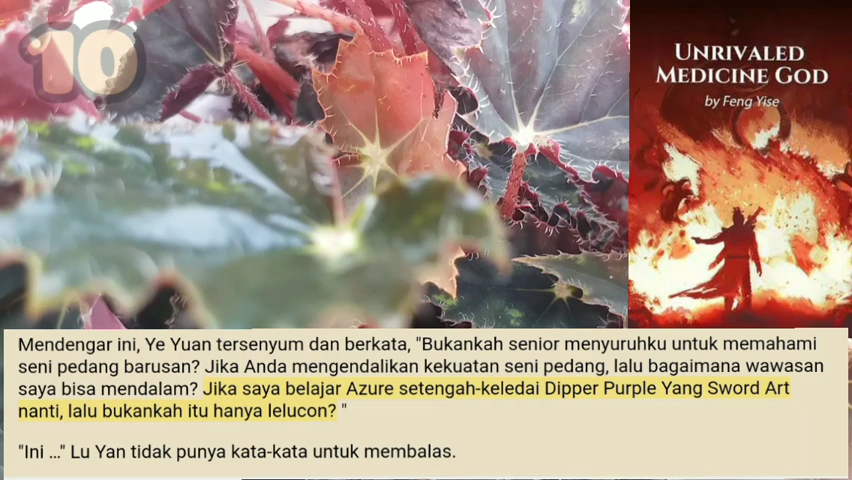 10
UNRIVALED
MEDICINE GOD
by Feng Yise
Mendengar ini, Ye Yuan tersenyum dan berkata, "Bukankah senior menyuruhku untuk memahami
seni pedang barusan? Jika Anda mengendalikan kekuatan seni pedang, lalu bagaimana wawasan
saya bisa mendalam? Jika saya belajar Azure setengah-keledai Dipper Purple Yang Sword Art
nanti, lalu bukankah itu hanya lelucon? "
"Ini …" Lu Yan tidak punya kata-kata untuk membalas.